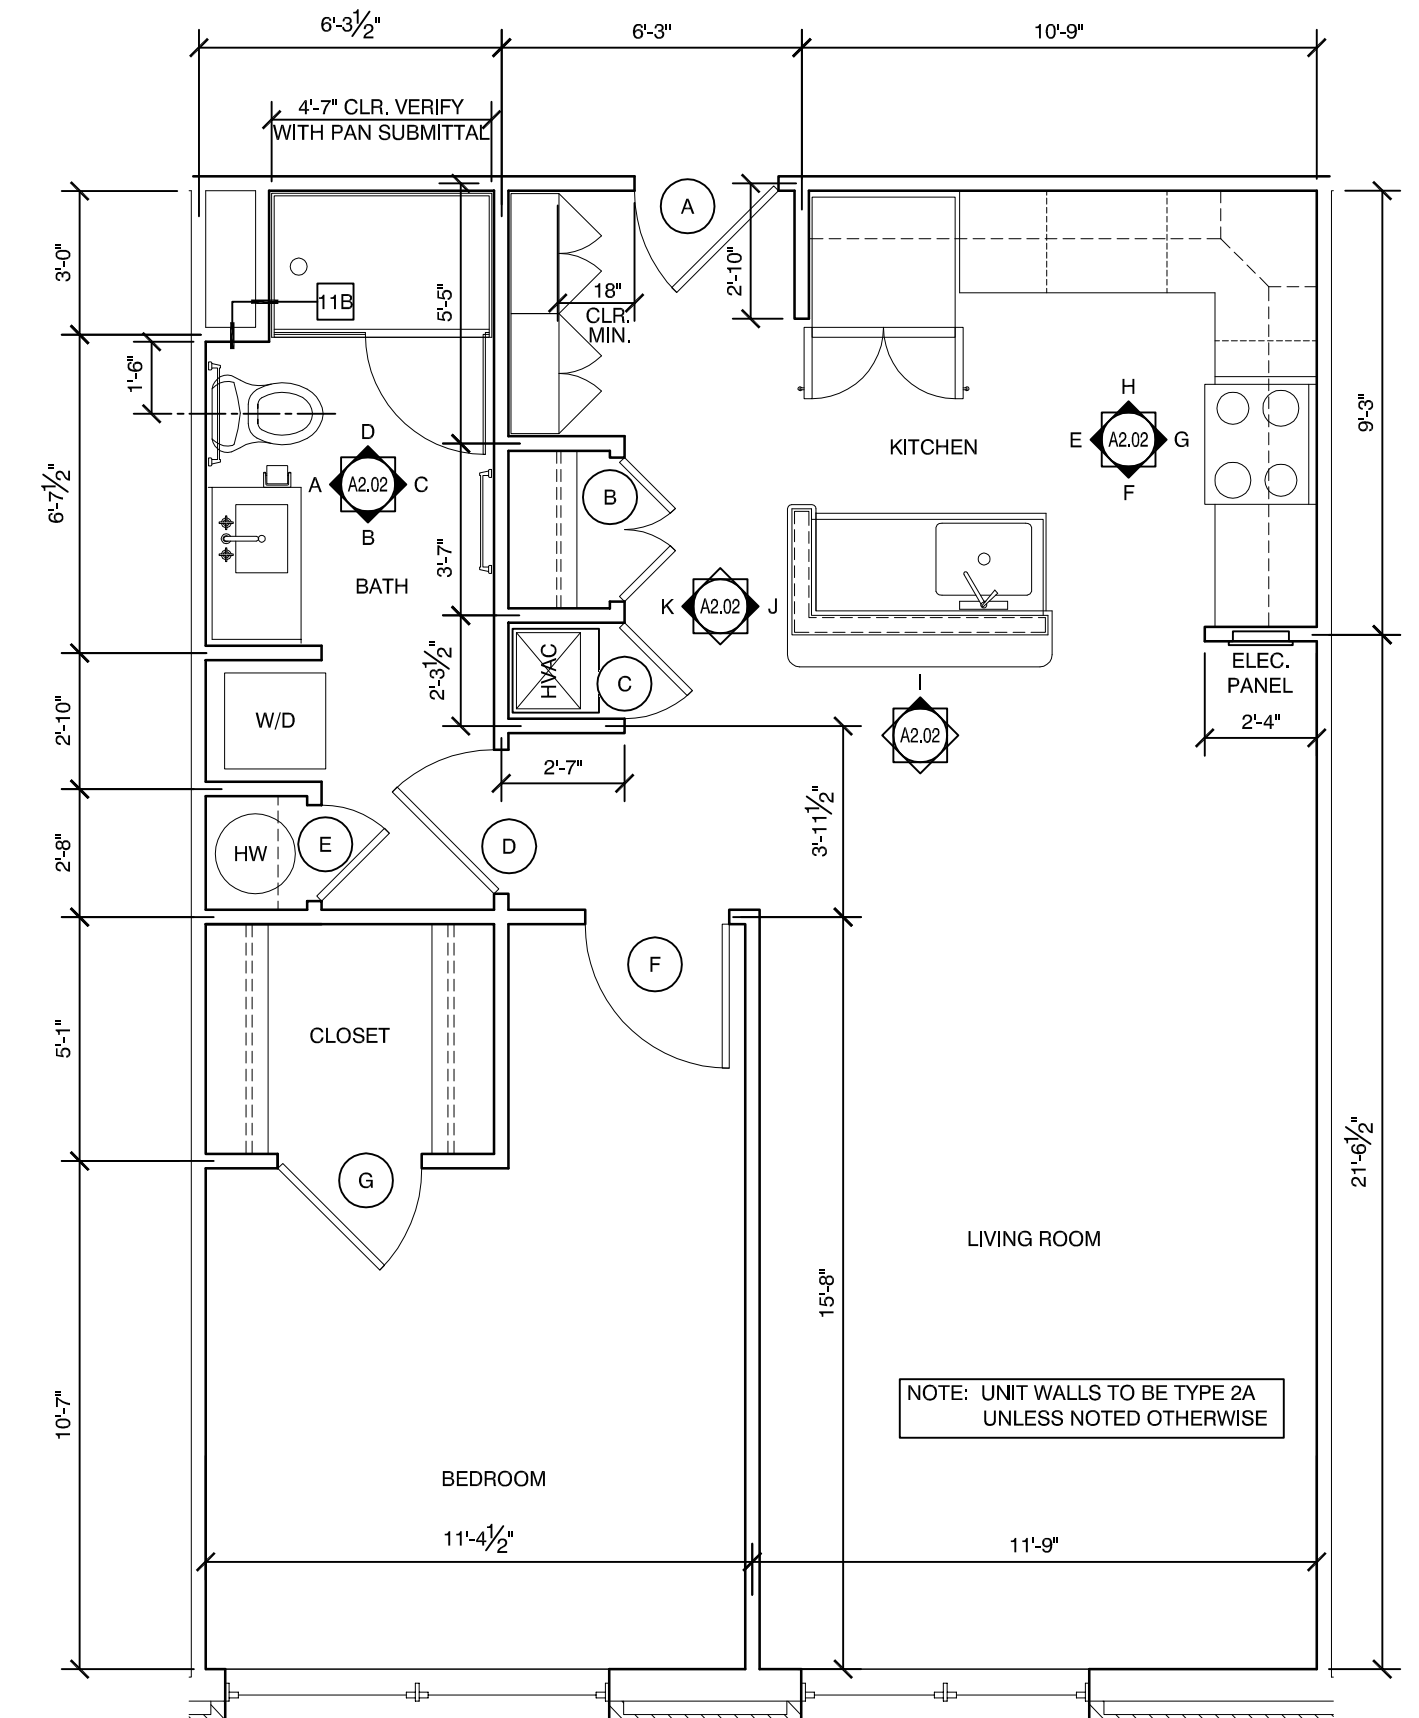 6'-3½"
6'-3"
10'-9"
4'-7" CLR. VERIFY
WITH PAN SUBMITTAL
A
3'-0"
11B
5'-5"
18"
CLR.
MIN.
2'-10"
1'-6"
9'-3"
D
A A2.02 C
B
BATH
6'-7½"
B
KITCHEN
H
E A2.02 G
F
3'-7"
K A2.02 J
2'-3½"
HVAC
C
I
A2.02
ELEC.
PANEL
2'-4"
2'-10"
W/D
2'-7"
3'-11½"
2'-8"
HW
E
D
F
5'-1"
CLOSET
G
21'-6½"
LIVING ROOM
15'-8"
10'-7"
NOTE: UNIT WALLS TO BE TYPE 2A
UNLESS NOTED OTHERWISE
BEDROOM
11'-4½"
11'-9"